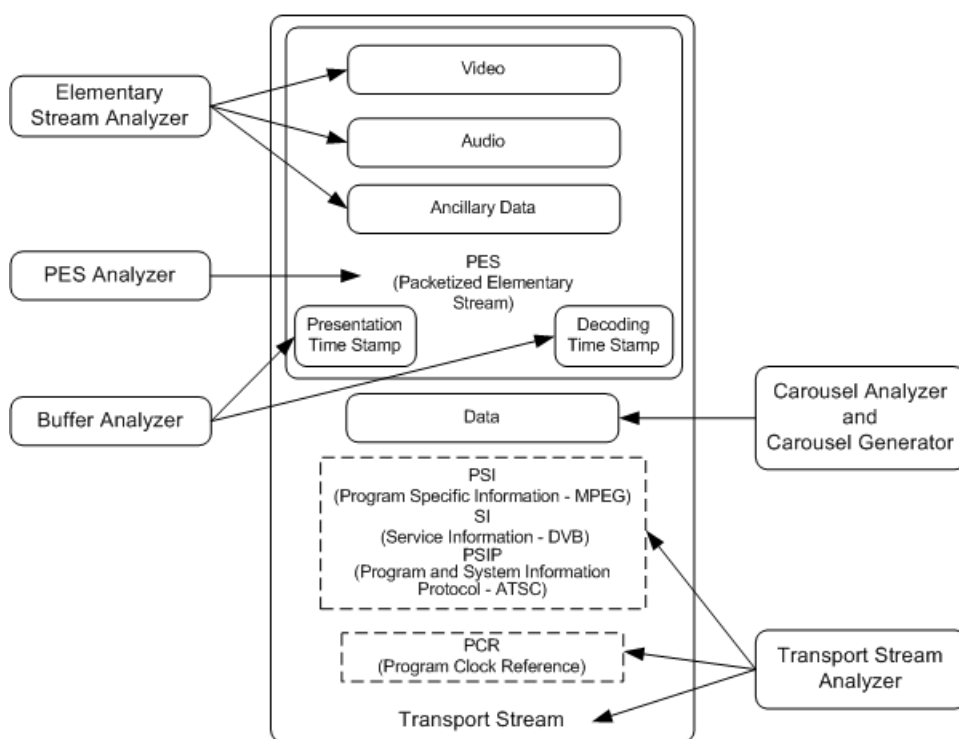 Video
Elementary
Stream Analyzer
Audio
Ancillary Data
PES Analyzer
PES
(Packetized Elementary
Stream)
Presentation
Time Stamp
Decoding
Time Stamp
Buffer Analyzer
Data
Carousel Analyzer
and
Carousel Generator
PSI
(Program Specific Information - MPEG)
SI
(Service Information - DVB)
PSIP
(Program and System Information
Protocol - ATSC)
PCR
(Program Clock Reference)
Transport Stream
Analyzer
Transport Stream